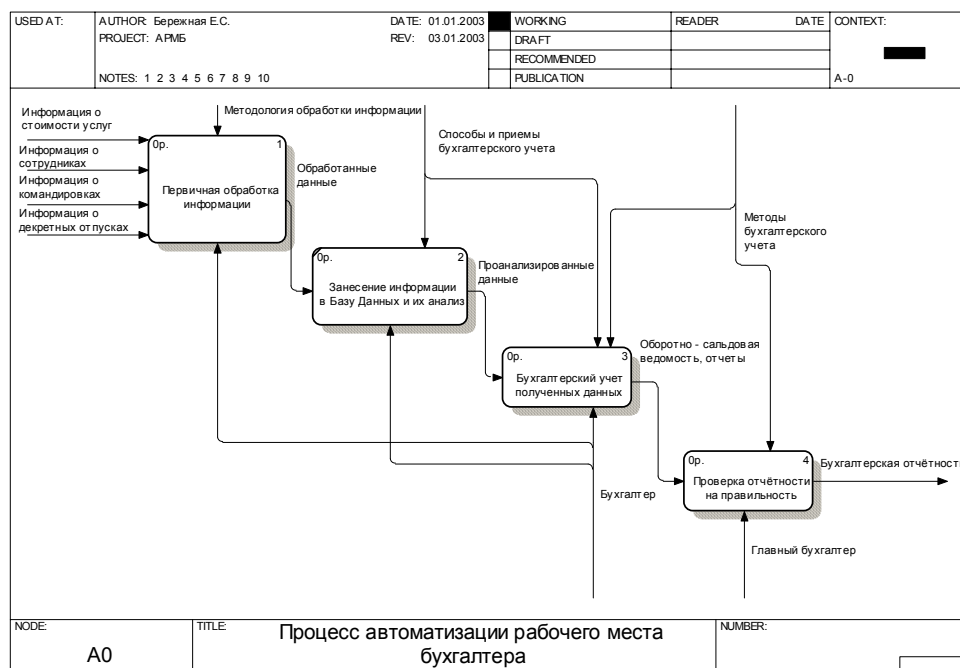 USED AT:
AUTHOR: Бережная Е.С.
DATE: 01.01.2003
WORKING
READER
DATE
CONTEXT:
PROJECT: АРМБ
REV: 03.01.2003
DRAFT
RECOMMENDED
NOTES: 1 2 3 4 5 6 7 8 9 10
PUBLICATION
A-0
Информация о
стоимости услуг
Методология обработки информации
Информация о
сотрудниках
Информация о
командировках
Информация о
декретных отпусках
0р.
1
Первичная обработка
информации
Обработанные
данные
Способы и приемы
бухгалтерского учета
Методы
бухгалтерского
учета
0р.
2
Занесение информации
в Базу Данных и их анализ
Проанализированные
данные
0р.
3
Бухгалтерский учет
полученных данных
Оборотно - сальдовая
ведомость, отчеты
0р.
4
Проверка отчётности
на правильность
Бухгалтерская отчётност
Бухгалтер
Главный бухгалтер
NODE:
A0
TITLE:
Процесс автоматизации рабочего места
бухгалтера
NUMBER: